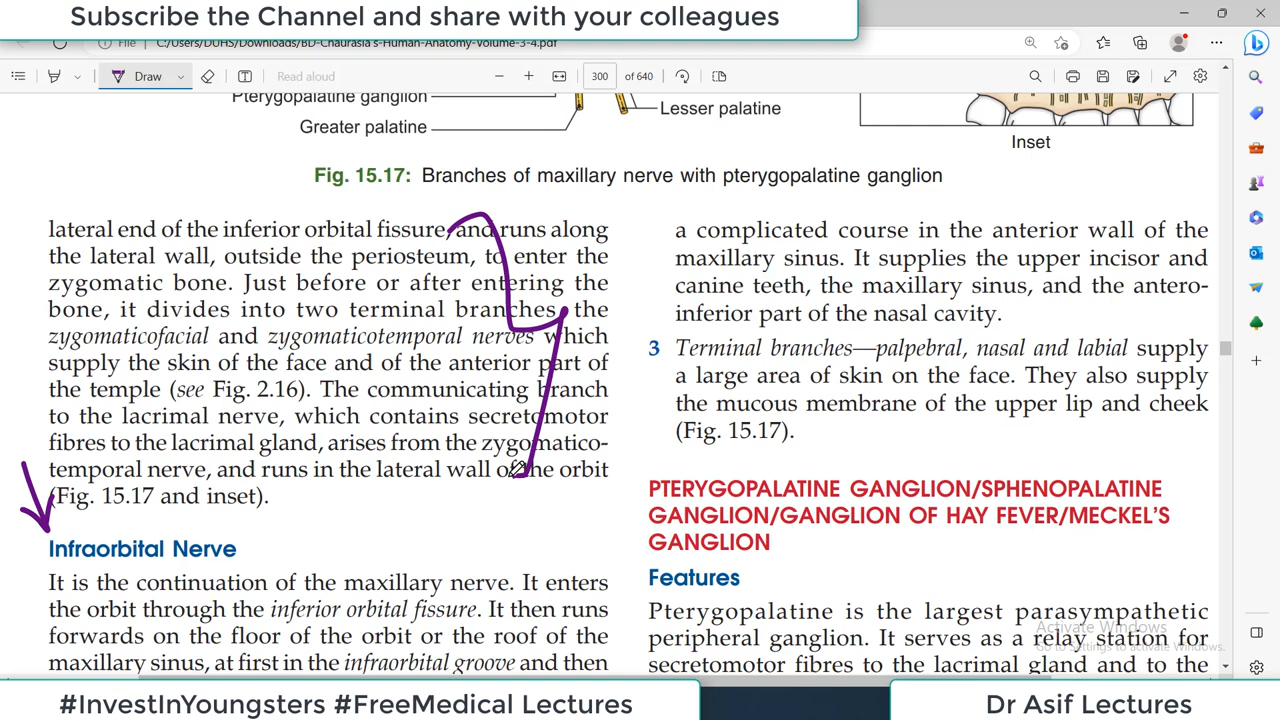 Subscribe the Channel and share with your colleagues
File
C:/Users/DUHS/Downloads/BD-Chaurasia's-Human-Anatomy-Volume-3-4.pdf
Draw
Read aloud
300
of 640
Pterygopalatine ganglion
Greater palatine
Lesser palatine
Inset
Fig. 15.17: Branches of maxillary nerve with pterygopalatine ganglion
lateral end of the inferior orbital fissure, and runs along
the lateral wall, outside the periosteum, to enter the
zygomatic bone. Just before or after entering the
bone, it divides into two terminal branches, the
zygomaticofacial and zygomaticotemporal nerves which
supply the skin of the face and of the anterior part of
the temple (see Fig. 2.16). The communicating branch
to the lacrimal nerve, which contains secretomotor
fibres to the lacrimal gland, arises from the zygomatico-
temporal nerve, and runs in the lateral wall of the orbit
(Fig. 15.17 and inset).
Infraorbital Nerve
It is the continuation of the maxillary nerve. It enters
the orbit through the inferior orbital fissure. It then runs
forwards on the floor of the orbit or the roof of the
maxillary sinus, at first in the infraorbital groove and then
a complicated course in the anterior wall of the
maxillary sinus. It supplies the upper incisor and
canine teeth, the maxillary sinus, and the antero-
inferior part of the nasal cavity.
3 Terminal branches—palpebral, nasal and labial supply
a large area of skin on the face. They also supply
the mucous membrane of the upper lip and cheek
(Fig. 15.17).
PTERYGOPALATINE GANGLION/SPHENOPALATINE
GANGLION/GANGLION OF HAY FEVER/MECKEL'S
GANGLION
Features
Pterygopalatine is the largest parasympathetic
peripheral ganglion. It serves as a relay station for
secretomotor fibres to the lacrimal gland and to the
Activate Windows
Go to Settings to activate Windows.
#InvestInYoungsters #FreeMedical Lectures
Dr Asif Lectures